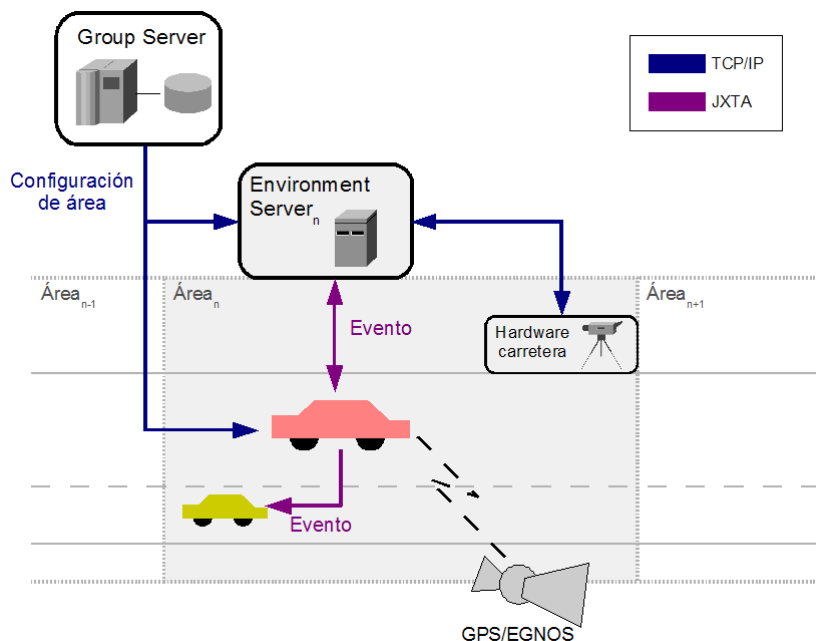 Group Server
TCP/IP
JXTA
Configuración
de área
Environment
Server n
Área n-1
Área n
Área n+1
Evento
Hardware
carretera
Evento
GPS/EGNOS